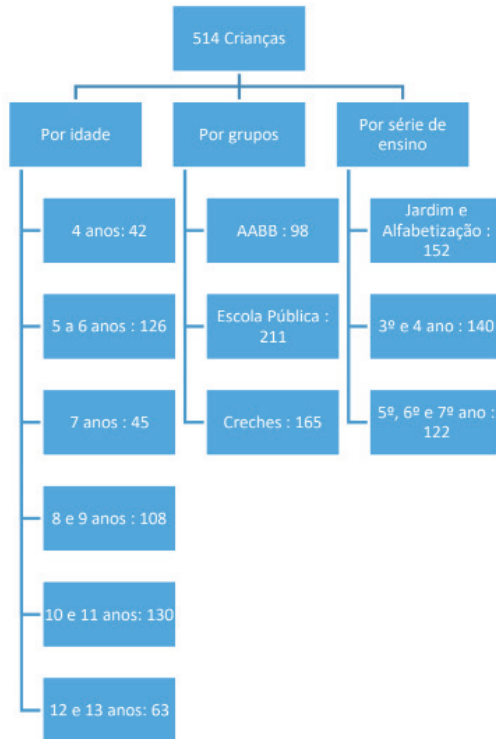 514 Crianças
Por idade
4 anos: 42
5 a 6 anos : 126
7 anos : 45
8 e 9 anos : 108
10 e 11 anos: 130
12 e 13 anos: 63
Por grupos
AABB : 98
Escola Pública :
211
Creches : 165
Por série de
ensino
Jardim e
Alfabetização :
152
3º e 4 ano : 140
5º, 6º e 7º ano :
122